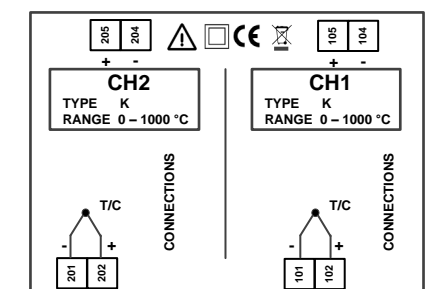 205 204
+ -
CH2
TYPE K
RANGE 0 – 1000 °C
CONNECTIONS
T/C
- +
201 202
CE
105 104
+ -
CH1
TYPE K
RANGE 0 – 1000 °C
CONNECTIONS
T/C
- +
101 102